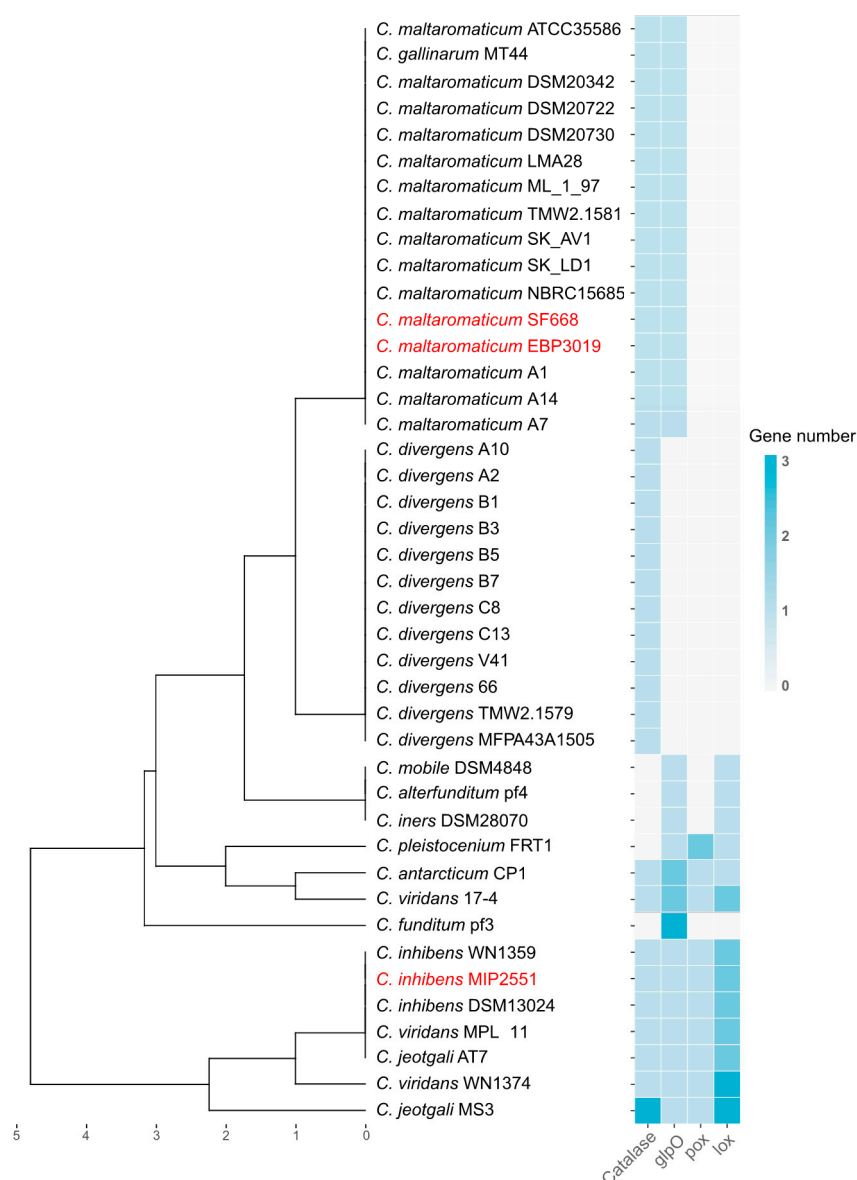 C. maltaromaticum ATCC35586
C. gallinarum MT44
C. maltaromaticum DSM20342
C. maltaromaticum DSM20722
C. maltaromaticum DSM20730
C. maltaromaticum LMA28
C. maltaromaticum ML_1_97
C. maltaromaticum TMW2.1581
C. maltaromaticum SK_AV1
C. maltaromaticum SK_LD1
C. maltaromaticum NBRC15685
C. maltaromaticum SF668
C. maltaromaticum EBP3019
C. maltaromaticum A1
C. maltaromaticum A14
C. maltaromaticum A7
C. divergens A10
C. divergens A2
C. divergens B1
C. divergens B3
C. divergens B5
C. divergens B7
C. divergens C8
C. divergens C13
C. divergens V41
C. divergens 66
C. divergens TMW2.1579
C. divergens MFPA43A1505
C. mobile DSM4848
C. alterfunditum pf4
C. iners DSM28070
C. pleistocenium FRT1
C. antarcticum CP1
C. viridans 17-4
C. funditum pf3
C. inhibens WN1359
C. inhibens MIP2551
C. inhibens DSM13024
C. viridans MPL 11
C. jeotgali AT7
C. viridans WN1374
C. jeotgali MS3
5 4 3 2 1 0
Catalase glpO pox lox
Gene number
3
2
1
0